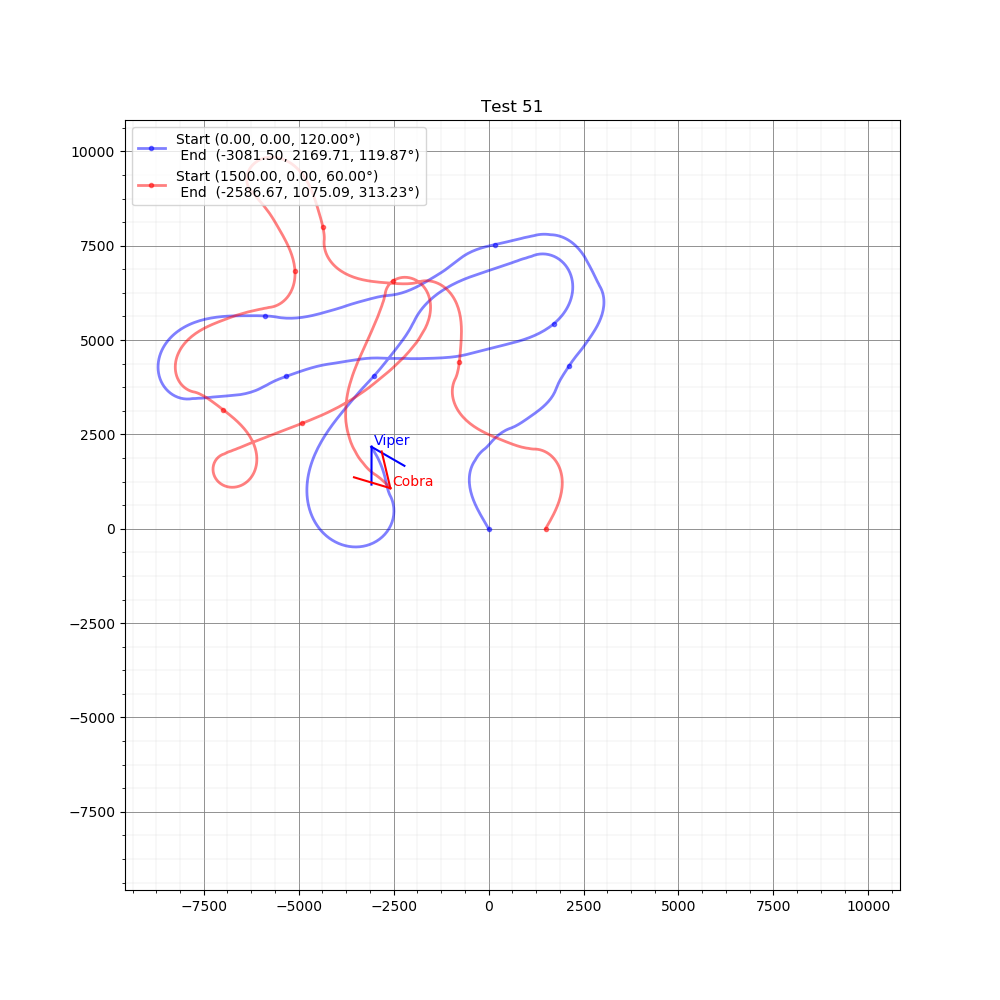 Test 51
Start (0.00, 0.00, 120.00°)
End (-3081.50, 2169.71, 119.87°)
Start (1500.00, 0.00, 60.00°)
End (-2586.67, 1075.09, 313.23°)
10000
7500
5000
2500
0
−2500
−5000
−7500
Viper
Cobra
−7500 −5000 −2500 0 2500 5000 7500 10000